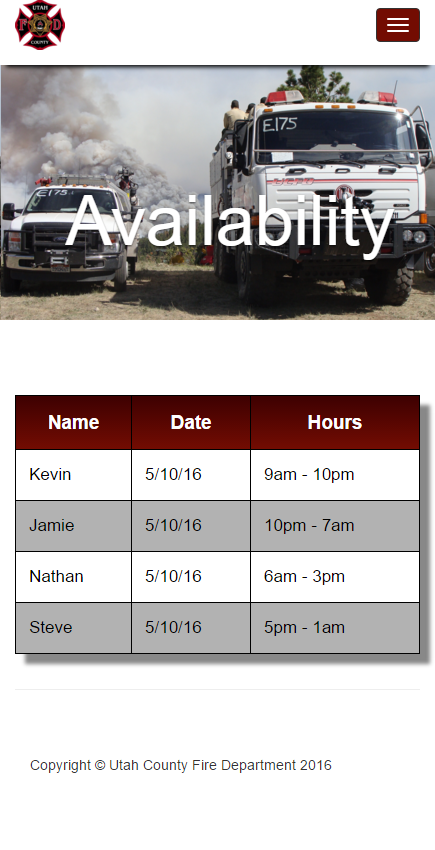 UTAH
F D
COUNTY
E175
E175
Availability
Name Date Hours
Kevin 5/10/16 9am - 10pm
Jamie 5/10/16 10pm - 7am
Nathan 5/10/16 6am - 3pm
Steve 5/10/16 5pm - 1am
Copyright © Utah County Fire Department 2016